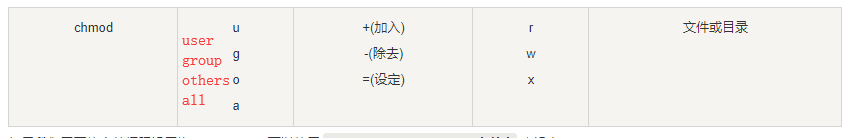 chmod user u +(加入) r 文件或目录
group g -(除去) w
others o =(设定) x
all a